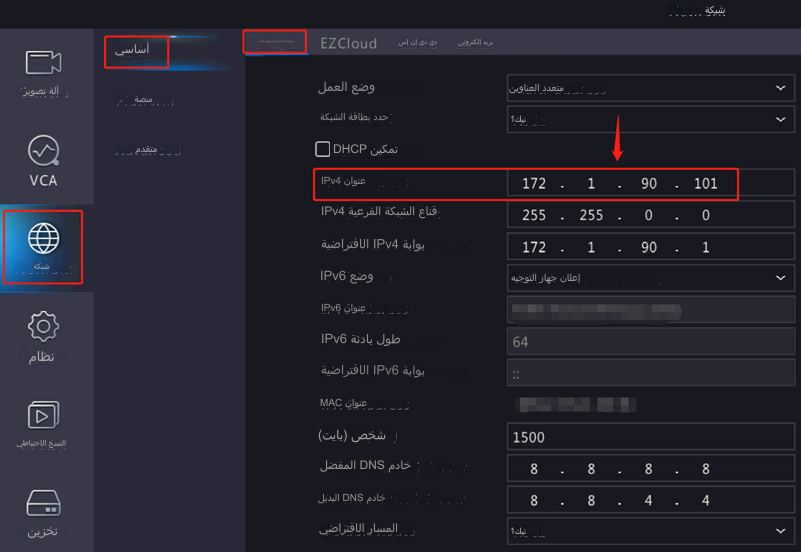 شبكة
أساسي
EZCloud
دي دي إن إس
بريد إلكتروني
آلة تصوير
منصة
متقدم
VCA
شبكة
نظام
النسخ الاحتياطي
تخزين
وضع العمل
متعدد العناوين
حدد بطاقة الشبكة
نيك1
تمكين DHCP
عنوان IPv4
172 . 1 . 90 . 101
قناع الشبكة الفرعية IPv4
255 . 255 . 0 . 0
بوابة IPv4 الافتراضية
172 . 1 . 90 . 1
وضع IPv6
إعلان جهاز التوجيه
عنوان IPv6
طول بادئة IPv6
64
بوابة IPv6 الافتراضية
::
عنوان MAC
شخص (بايت)
1500
خادم DNS المفضل
8 . 8 . 8 . 8
خادم DNS البديل
8 . 8 . 4 . 4
المسار الافتراضي
نيك1